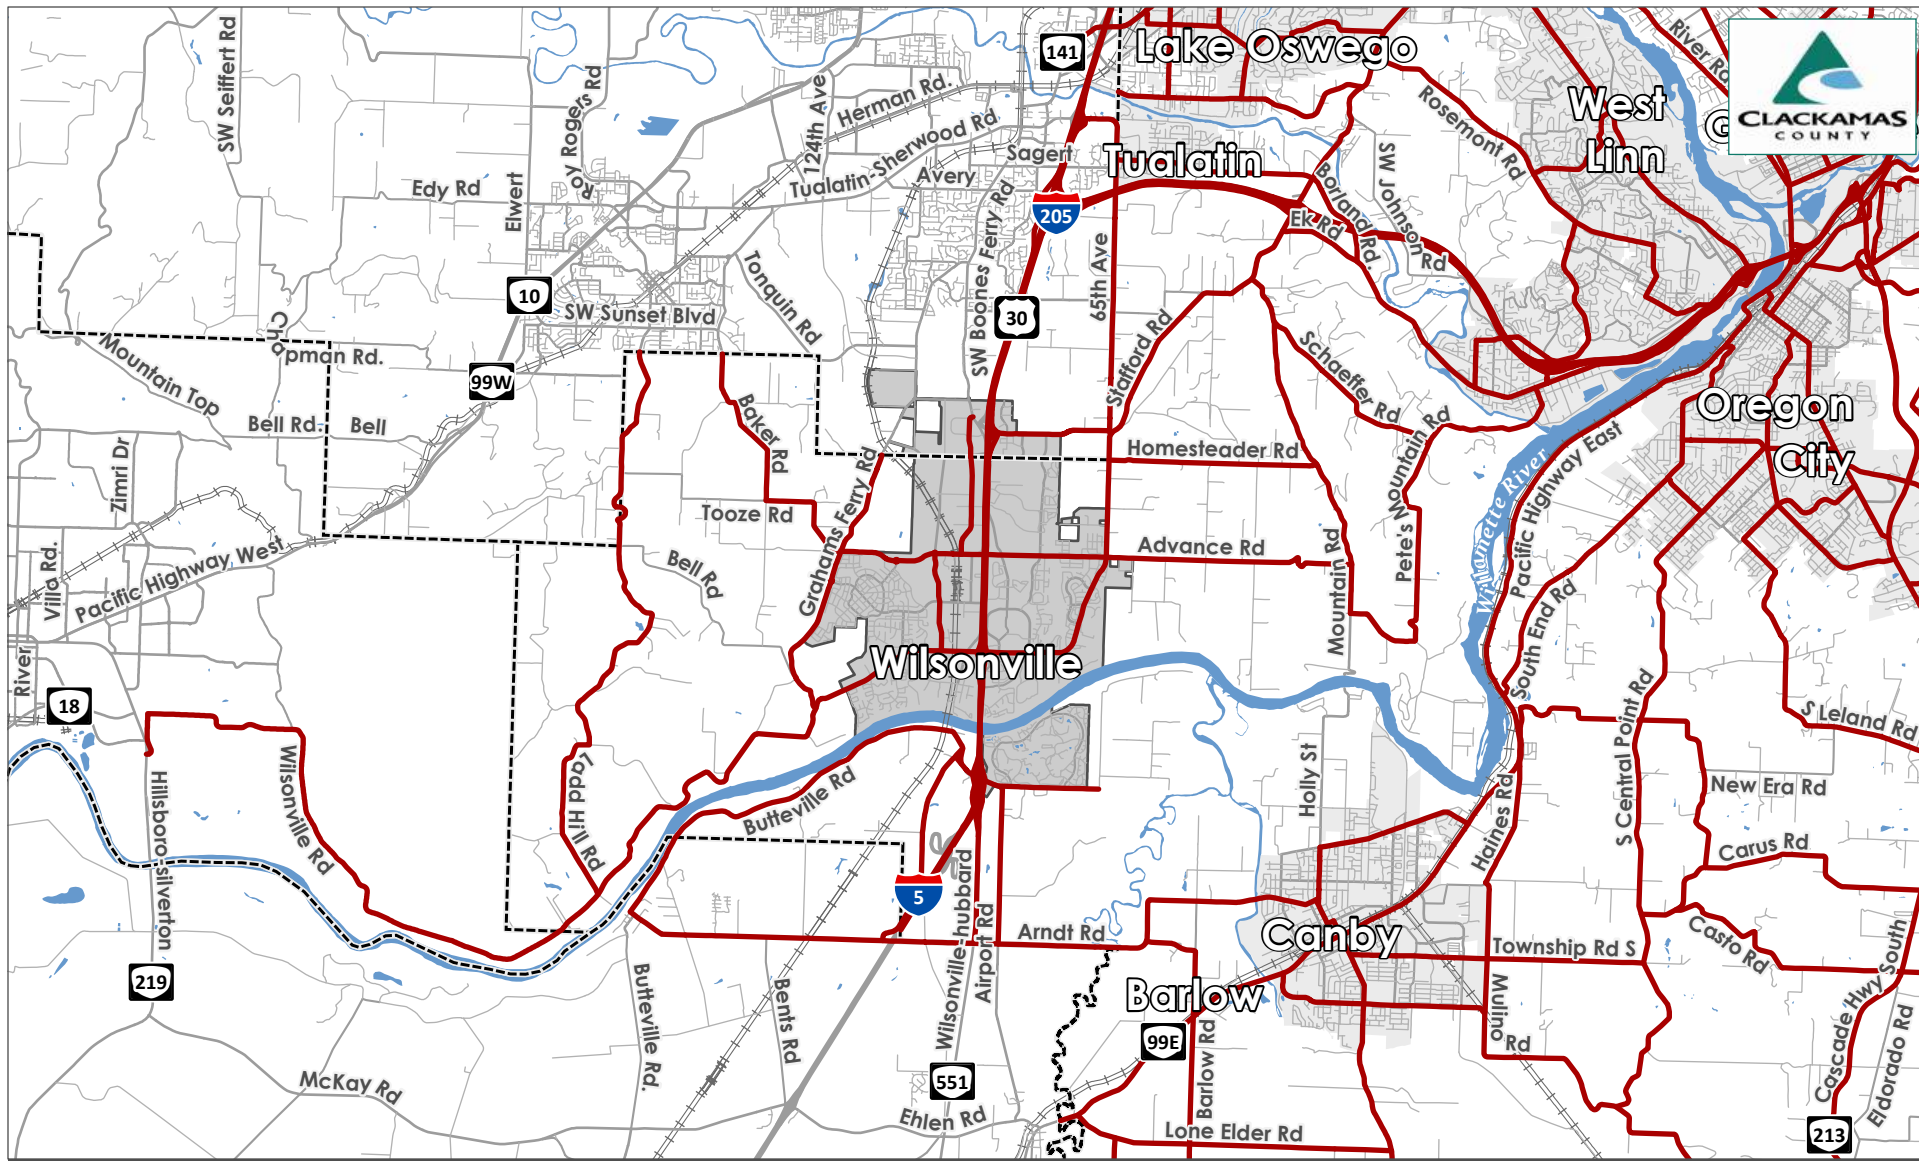 SW Seiffert Rd
141
Lake Oswego
River Rd
CLACKAMAS
COUNTY
Roy Rogers Rd
124th Ave
Herman Rd.
Rosemont Rd
West
Linn
G
Tualatin-Sherwood Rd
Sagert
Tualatin
SW Johnson
Rd
Edy Rd
Elwert
Avery
Borland Rd.
205
Ek Rd
SW Boones Ferry Rd
65th Ave
Tonquin Rd
10
SW Sunset Blvd
30
Chapman Rd.
Mountain Top
99W
Stafford Rd
Schaeffer Rd
Baker Rd
Oregon
City
Bell Rd
Bell
Zimri Dr
Homesteader Rd
Pete's Mountain Rd
Willamette River
Pacific Highway East
Grahams Ferry Rd
Tooze Rd
Villa Rd.
Pacific Highway West
Bell Rd
Advance Rd
Mountain Rd
South End Rd
River
Wilsonville
18
S Central Point Rd
S Leland Rd
Hillsboro-silverton
Wilsonville Rd
Ladd Hill Rd
Butteville Rd
Holly St
Haines Rd
New Era Rd
Carus Rd
5
Wilsonville-hubbard
Airport Rd
Arndt Rd
Canby
Township Rd S
Casto Rd
219
Butteville Rd.
Bents Rd
Barlow
99E
Barlow Rd
Mulino
Rd
Cascade Hwy South
Eldorado Rd
McKay Rd
551
Ehlen Rd
Lone Elder Rd
213